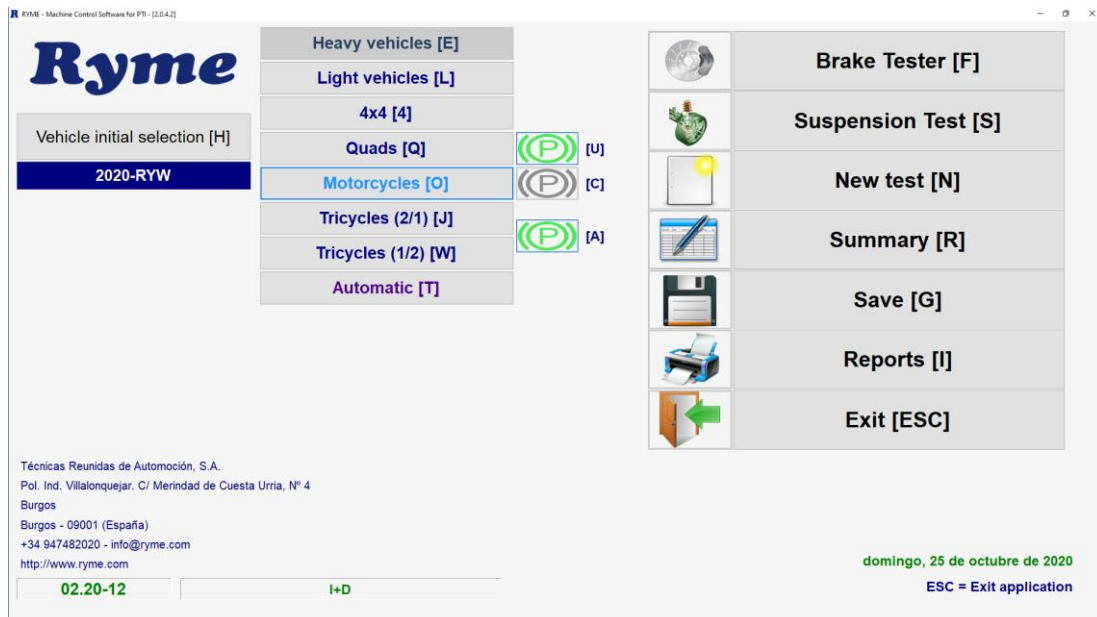 RYME - Machine Control Software for PTI - [2.0.4.2]
Ryme
Vehicle initial selection [H]
2020-RYW
Heavy vehicles [E]
Light vehicles [L]
4x4 [4]
Quads [Q]
Motorcycles [O]
Tricycles (2/1) [J]
Tricycles (1/2) [W]
Automatic [T]
(P) [U]
(P) [C]
(P) [A]
Brake Tester [F]
Suspension Test [S]
New test [N]
Summary [R]
Save [G]
Reports [I]
Exit [ESC]
Técnicas Reunidas de Automoción, S.A.
Pol. Ind. Villalonquejar. C/ Merindad de Cuesta Urria, Nº 4
Burgos
Burgos - 09001 (España)
+34 947482020 - info@ryme.com
http://www.ryme.com
02.20-12
I+D
domingo, 25 de octubre de 2020
ESC = Exit application